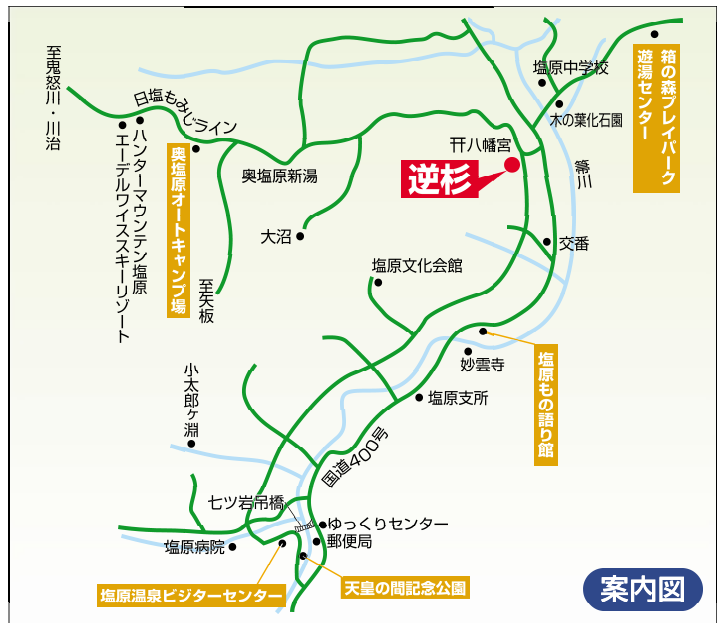 至鬼怒川・川治
日塩もみじライン
ハンターマウンテン塩原
エーデルワイススキーリゾート
奥塩原オートキャンプ場
奥塩原新湯
大沼
至矢板
塩原中学校
木の葉化石園
箱の森プレイパーク
遊湯センター
八幡宮
逆杉
箒川
交番
塩原文化会館
妙雲寺
塩原もの語り館
塩原支所
小太郎ヶ淵
国道400号
七ツ岩吊橋
ゆっくりセンター
郵便局
塩原病院
塩原温泉ビジターセンター
天皇の間記念公園
案内図